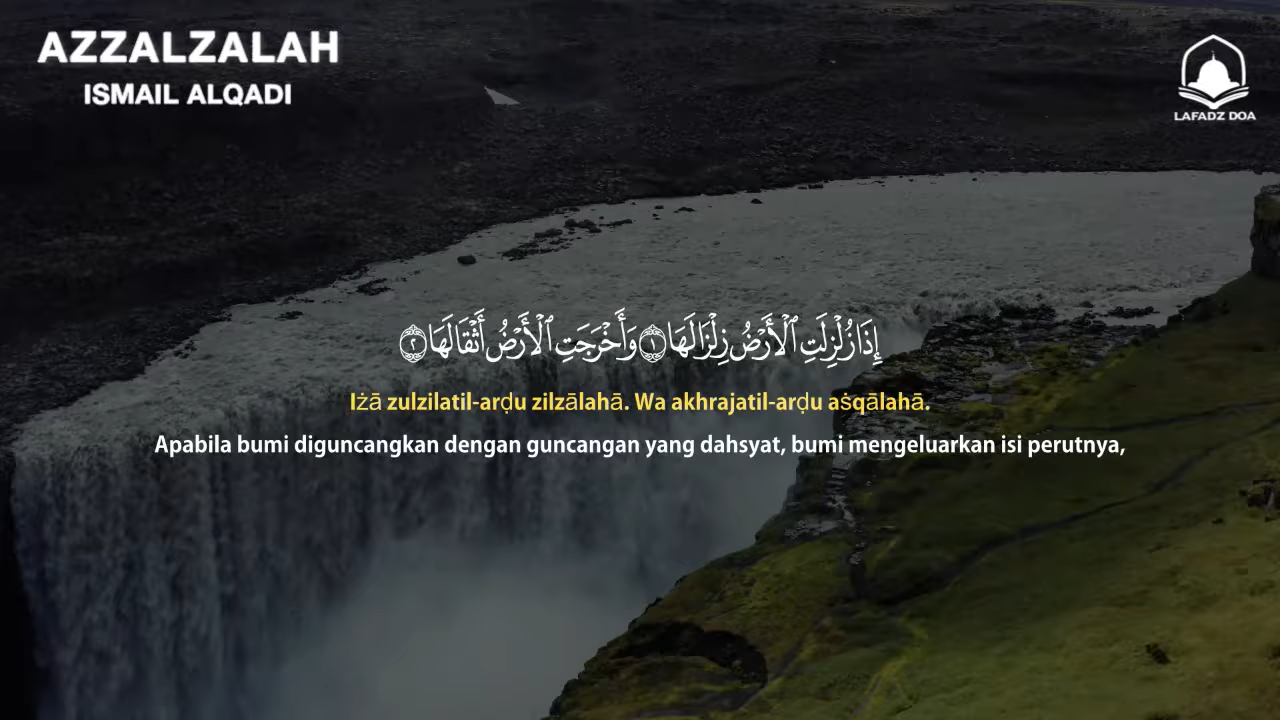 AZZALZALAH
ISMAIL ALQADI
LAFADZ DOA
إِذَا زُلْزِلَتِ ٱلْأَرْضُ زِلْزَالَهَا ١ وَأَخْرَجَتِ ٱلْأَرْضُ أَثْقَالَهَا ٢
Iżā zulzilatil-arḍu zilzālahā. Wa akhrajatil-arḍu aṡqālahā.
Apabila bumi diguncangkan dengan guncangan yang dahsyat, bumi mengeluarkan isi perutnya,